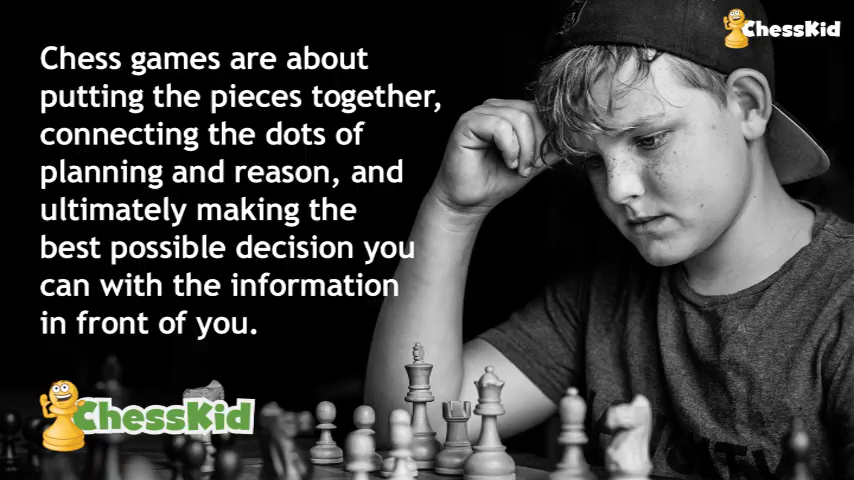 ChessKid
Chess games are about
putting the pieces together,
connecting the dots of
planning and reason, and
ultimately making the
best possible decision you
can with the information
in front of you.
ChessKid